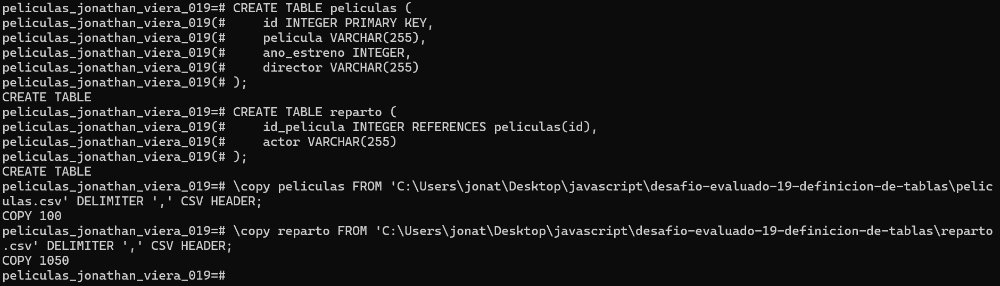 peliculas_jonathan_viera_019=# CREATE TABLE peliculas (
peliculas_jonathan_viera_019(#     id INTEGER PRIMARY KEY,
peliculas_jonathan_viera_019(#     pelicula VARCHAR(255),
peliculas_jonathan_viera_019(#     ano_estreno INTEGER,
peliculas_jonathan_viera_019(#     director VARCHAR(255)
peliculas_jonathan_viera_019(# );
CREATE TABLE
peliculas_jonathan_viera_019=# CREATE TABLE reparto (
peliculas_jonathan_viera_019(#     id_pelicula INTEGER REFERENCES peliculas(id),
peliculas_jonathan_viera_019(#     actor VARCHAR(255)
peliculas_jonathan_viera_019(# );
CREATE TABLE
peliculas_jonathan_viera_019=# \copy peliculas FROM 'C:\Users\jonat\Desktop\javascript\desafio-evaluado-19-definicion-de-tablas\pelic
ulas.csv' DELIMITER ',' CSV HEADER;
COPY 100
peliculas_jonathan_viera_019=# \copy reparto FROM 'C:\Users\jonat\Desktop\javascript\desafio-evaluado-19-definicion-de-tablas\reparto
.csv' DELIMITER ',' CSV HEADER;
COPY 1050
peliculas_jonathan_viera_019=#